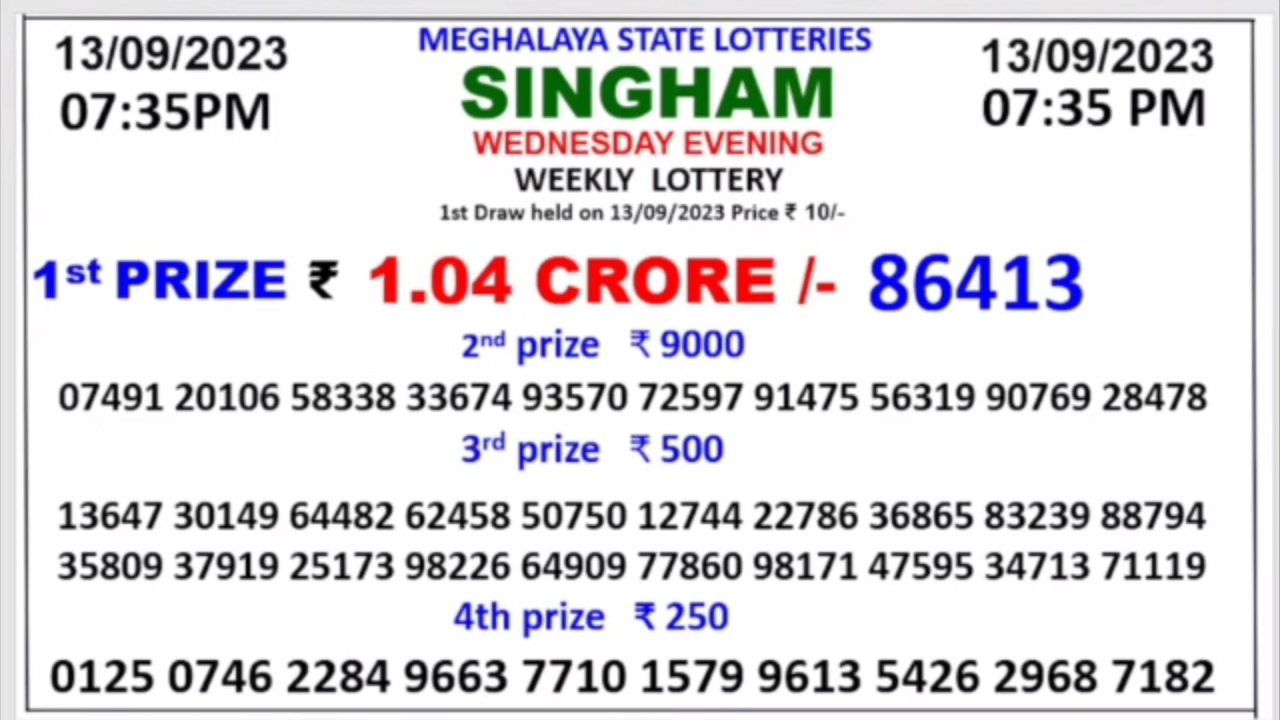 13/09/2023
07:35PM
MEGHALAYA STATE LOTTERIES
SINGHAM
WEDNESDAY EVENING
WEEKLY LOTTERY
1st Draw held on 13/09/2023 Price ₹ 10/-
13/09/2023
07:35 PM
1st PRIZE ₹ 1.04 CRORE /- 86413
2nd prize ₹ 9000
07491 20106 58338 33674 93570 72597 91475 56319 90769 28478
3rd prize ₹ 500
13647 30149 64482 62458 50750 12744 22786 36865 83239 88794
35809 37919 25173 98226 64909 77860 98171 47595 34713 71119
4th prize ₹ 250
0125 0746 2284 9663 7710 1579 9613 5426 2968 7182